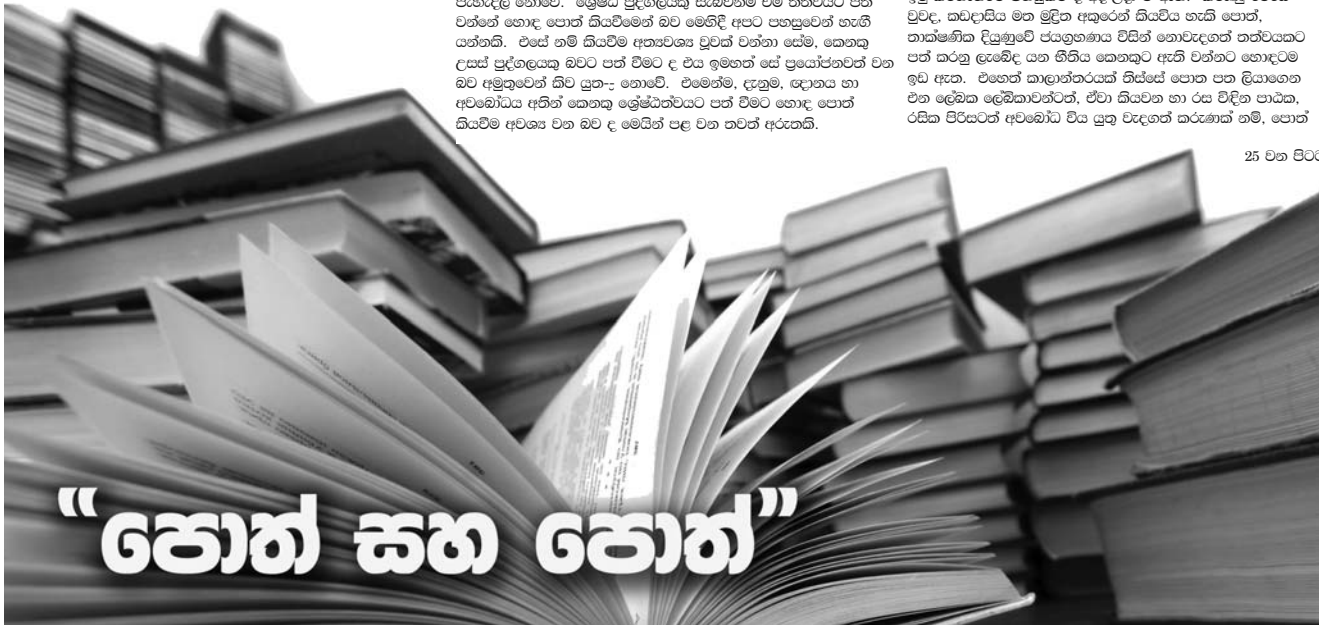 නොවේ. ශ්‍රේෂ්ඨ පුද්ගලයකු සැබවින්ම එම තත්වයට පත්
වන්නේ හොඳ පොත් කියවීමෙන් බව මෙහිදී අපට පහසුවෙන් හැඟී
යන්නකි. එසේ නම් කියවීම අත්‍යවශ්‍ය වූවක් වන්නා සේම, කෙනකු
උසස් පුද්ගලයකු බවට පත් වීමට ද එය ඉමහත් සේ ප්‍රයෝජනවත් වන
බව අමුතුවෙන් කිව යුත නොවේ. එමෙන්ම, දැනුම, ඥානය හා
අවබෝධය අතින් කෙනකු ශ්‍රේෂ්ඨත්වයට පත් වීමට හොඳ පොත්
කියවීම අවශ්‍ය වන බව ද මෙයින් පළ වන තවත් අරුතකි.
වුවද, කඩදාසිය මත මුද්‍රිත අකුරෙන් කියවිය හැකි පොත්,
තාක්ෂණික දියුණුවේ ජයග්‍රහණය විසින් නොවැදගත් තත්වයකට
පත් කරනු ලැබේද යන භීතිය කෙනකුට ඇති වන්නට හොඳටම
ඉඩ ඇත. එහෙත් කාලාන්තරයක් තිස්සේ පොත පත ලියාගෙන
එන ලේඛක ලේඛිකාවන්ටත්, ඒවා කියවන හා රස විඳින පාඨක,
රසික පිරිසටත් අවබෝධ විය යුතු වැදගත් කරුණක් නම්, පොත්
25 වන
“පොත් සහ පොත්”